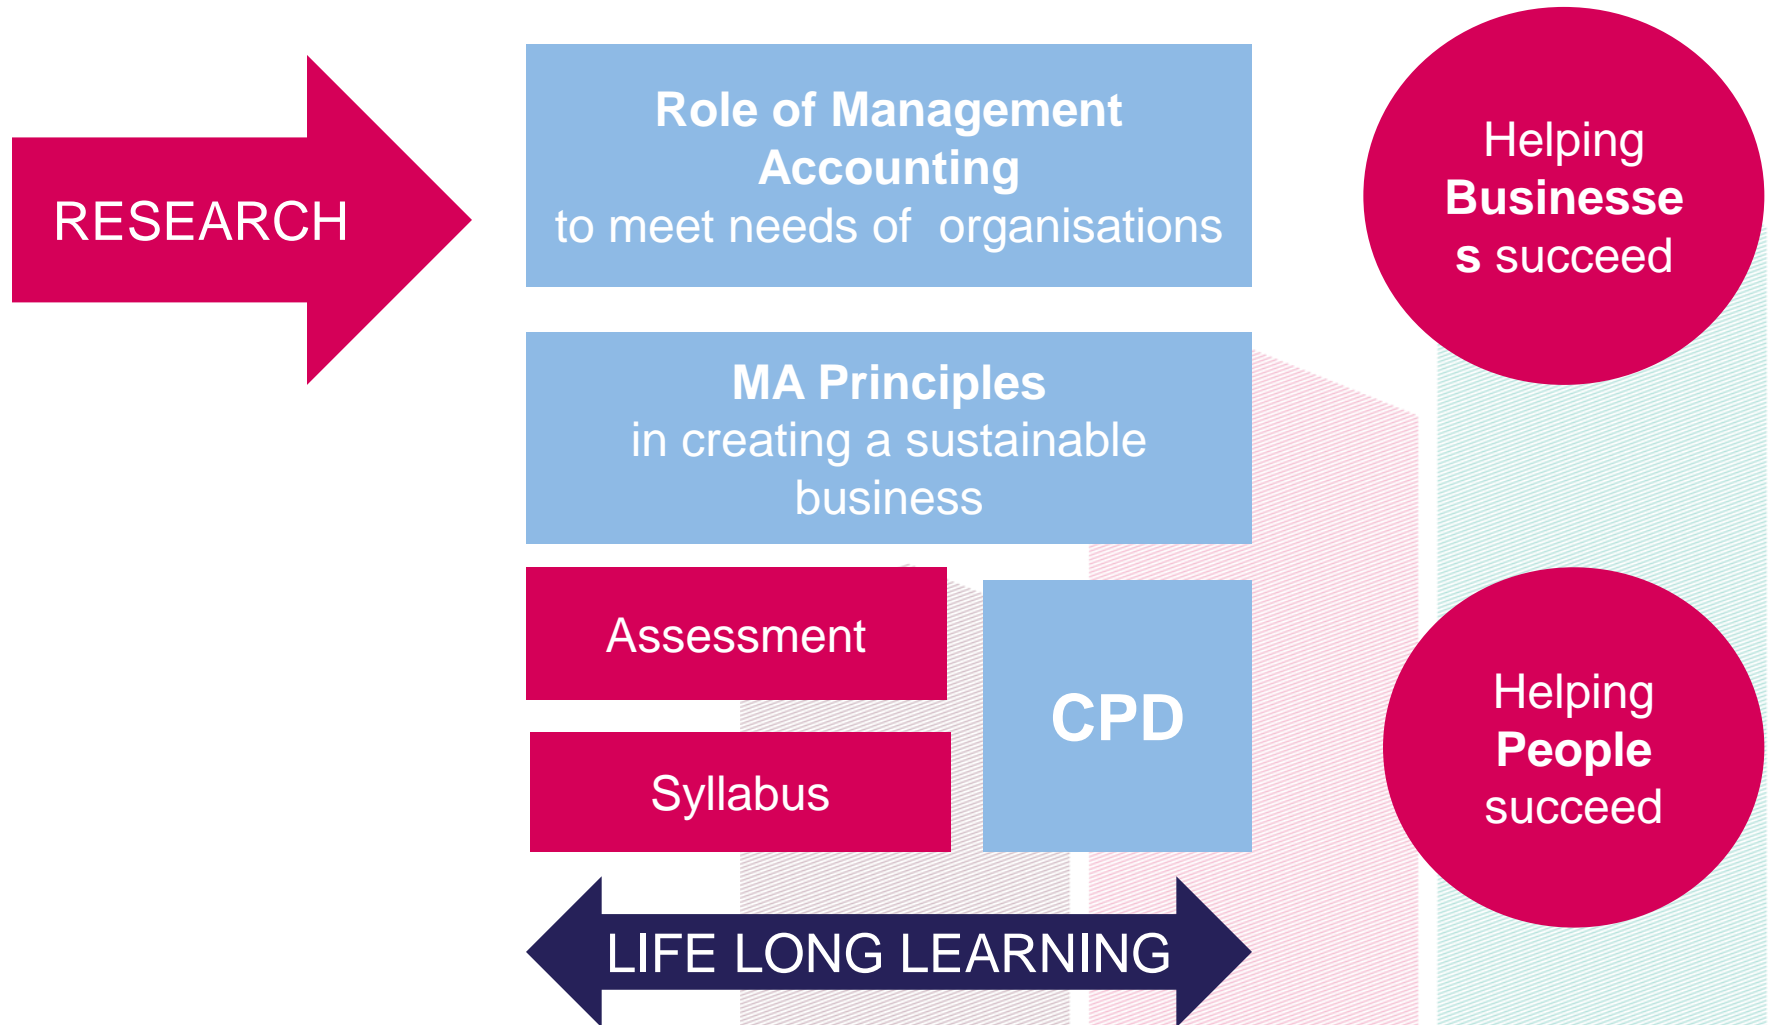 RESEARCH
Role of Management
Accounting
to meet needs of  organisations
Helping
Businesse
s succeed
MA Principles
in creating a sustainable
business
Assessment
Syllabus
CPD
Helping
People
succeed
LIFE LONG LEARNING